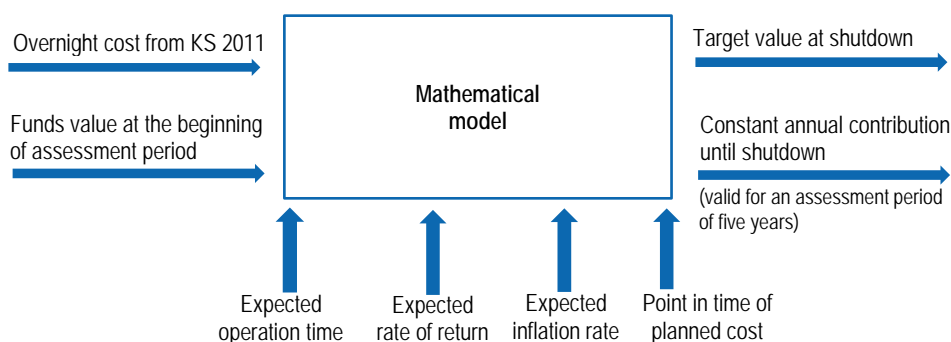 Overnight cost from KS 2011
Funds value at the beginning
of assessment period
Mathematical
model
Target value at shutdown
Constant annual contribution
until shutdown
(valid for an assessment period
of five years)
Expected
operation time
Expected
rate of return
Expected
inflation rate
Point in time of
planned cost